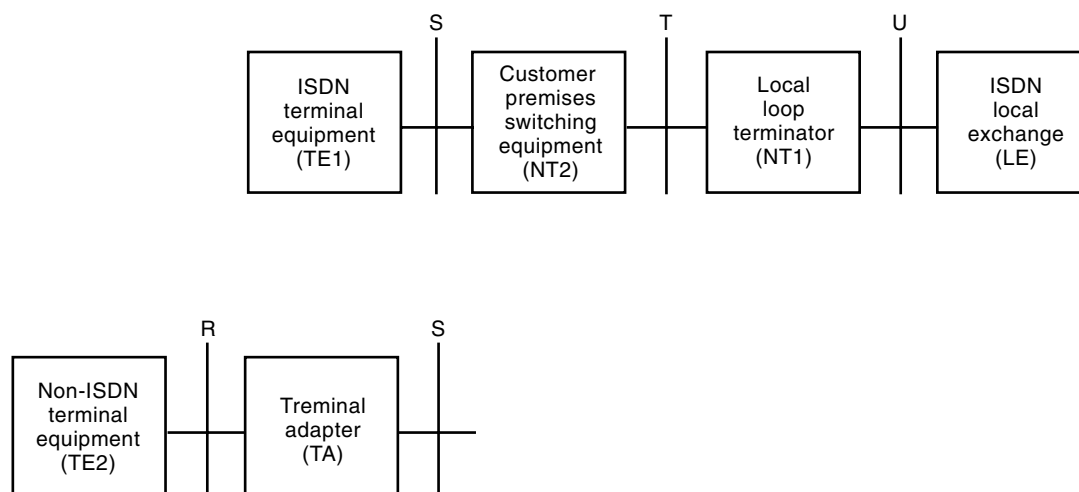 S
T
U
ISDN
terminal
equipment
(TE1)
Customer
premises
switching
equipment
(NT2)
Local
loop
terminator
(NT1)
ISDN
local
exchange
(LE)
R
S
Non-ISDN
terminal
equipment
(TE2)
Treminal
adapter
(TA)